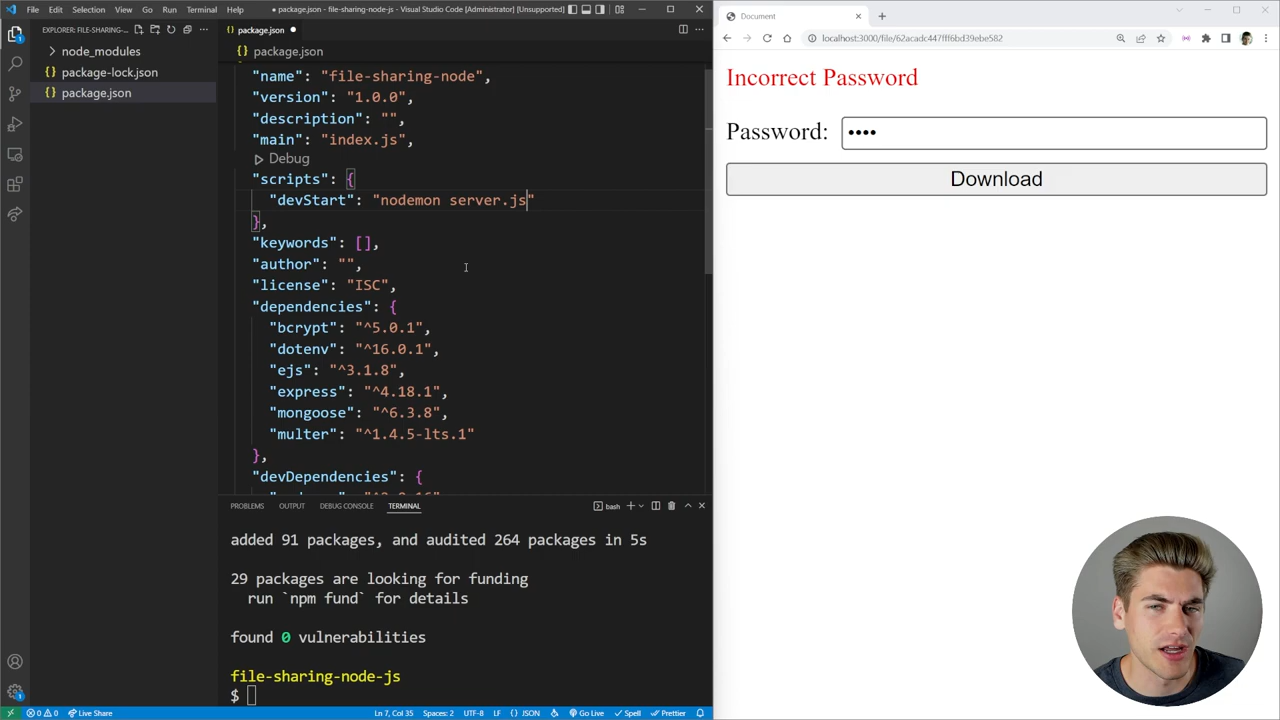 File Edit Selection View Go Run Terminal Help
● package.json - file-sharing-node-js - Visual Studio Code [Administrator] [Unsupported]
EXPLORER: FILE-SHARING-...
node_modules
package-lock.json
package.json
package.json ●
package.json
"name": "file-sharing-node",
"version": "1.0.0",
"description": "",
"main": "index.js",
Debug
"scripts": {
"devStart": "nodemon server.js"
},
"keywords": [],
"author": "",
"license": "ISC",
"dependencies": {
"bcrypt": "^5.0.1",
"dotenv": "^16.0.1",
"ejs": "^3.1.8",
"express": "^4.18.1",
"mongoose": "^6.3.8",
"multer": "^1.4.5-lts.1"
},
"devDependencies": {
PROBLEMS OUTPUT DEBUG CONSOLE TERMINAL
bash
added 91 packages, and audited 264 packages in 5s
29 packages are looking for funding
run `npm fund` for details
found 0 vulnerabilities
file-sharing-node-js
$
0 0 Live Share
Ln 7, Col 35 Spaces: 2 UTF-8 LF {} JSON Go Live Spell Prettier
Document
localhost:3000/file/62acadc447fff6bd39ebe582
Incorrect Password
Password: ••••
Download